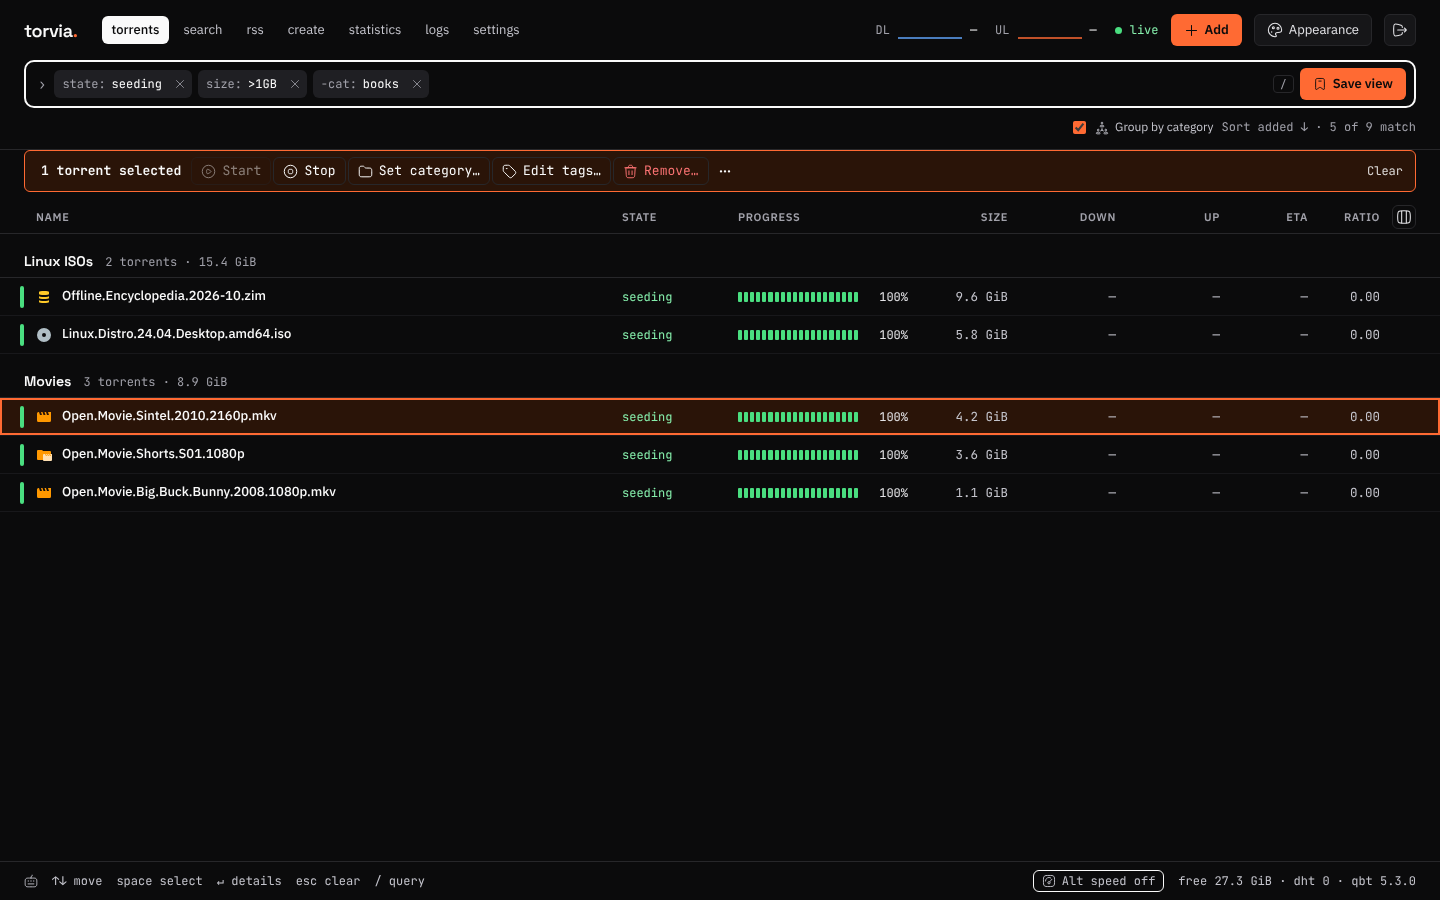 torvia. torrents search rss create statistics logs settings DL — UL — live Add Appearance
› state: seeding size: >1GB -cat: books / Save view
Group by category Sort added ↓ · 5 of 9 match
1 torrent selected Start Stop Set category… Edit tags… Remove… ··· Clear
NAME STATE PROGRESS SIZE DOWN UP ETA RATIO
Linux ISOs 2 torrents · 15.4 GiB
Offline.Encyclopedia.2026-10.zim seeding 100% 9.6 GiB — — — 0.00
Linux.Distro.24.04.Desktop.amd64.iso seeding 100% 5.8 GiB — — — 0.00
Movies 3 torrents · 8.9 GiB
Open.Movie.Sintel.2010.2160p.mkv seeding 100% 4.2 GiB — — — 0.00
Open.Movie.Shorts.S01.1080p seeding 100% 3.6 GiB — — — 0.00
Open.Movie.Big.Buck.Bunny.2008.1080p.mkv seeding 100% 1.1 GiB — — — 0.00
↑↓ move space select ↵ details esc clear / query Alt speed off free 27.3 GiB · dht 0 · qbt 5.3.0